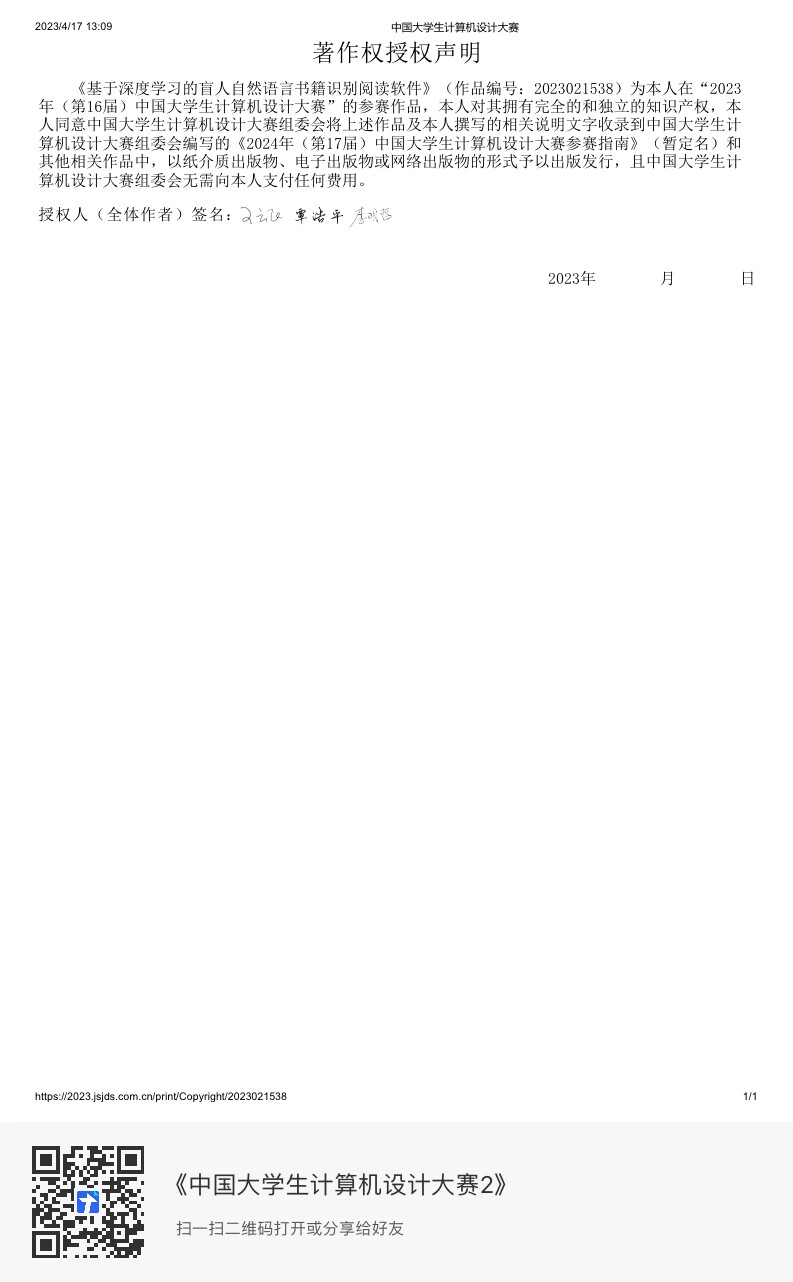 2023/4/17 13:09 中国大学生计算机设计大赛
著作权授权声明
《基于深度学习的盲人自然语言书籍识别阅读软件》（作品编号：2023021538）为本人在“2023
年（第16届）中国大学生计算机设计大赛”的参赛作品，本人对其拥有完全的和独立的知识产权，本
人同意中国大学生计算机设计大赛组委会将上述作品及本人撰写的相关说明文字收录到中国大学生计
算机设计大赛组委会编写的《2024年（第17届）中国大学生计算机设计大赛参赛指南》（暂定名）和
其他相关作品中，以纸介质出版物、电子出版物或网络出版物的形式予以出版发行，且中国大学生计
算机设计大赛组委会无需向本人支付任何费用。
授权人（全体作者）签名： 覃浩平
2023年 月 日
https://2023.jsjds.com.cn/print/Copyright/2023021538 1/1
《中国大学生计算机设计大赛2》
扫一扫二维码打开或分享给好友